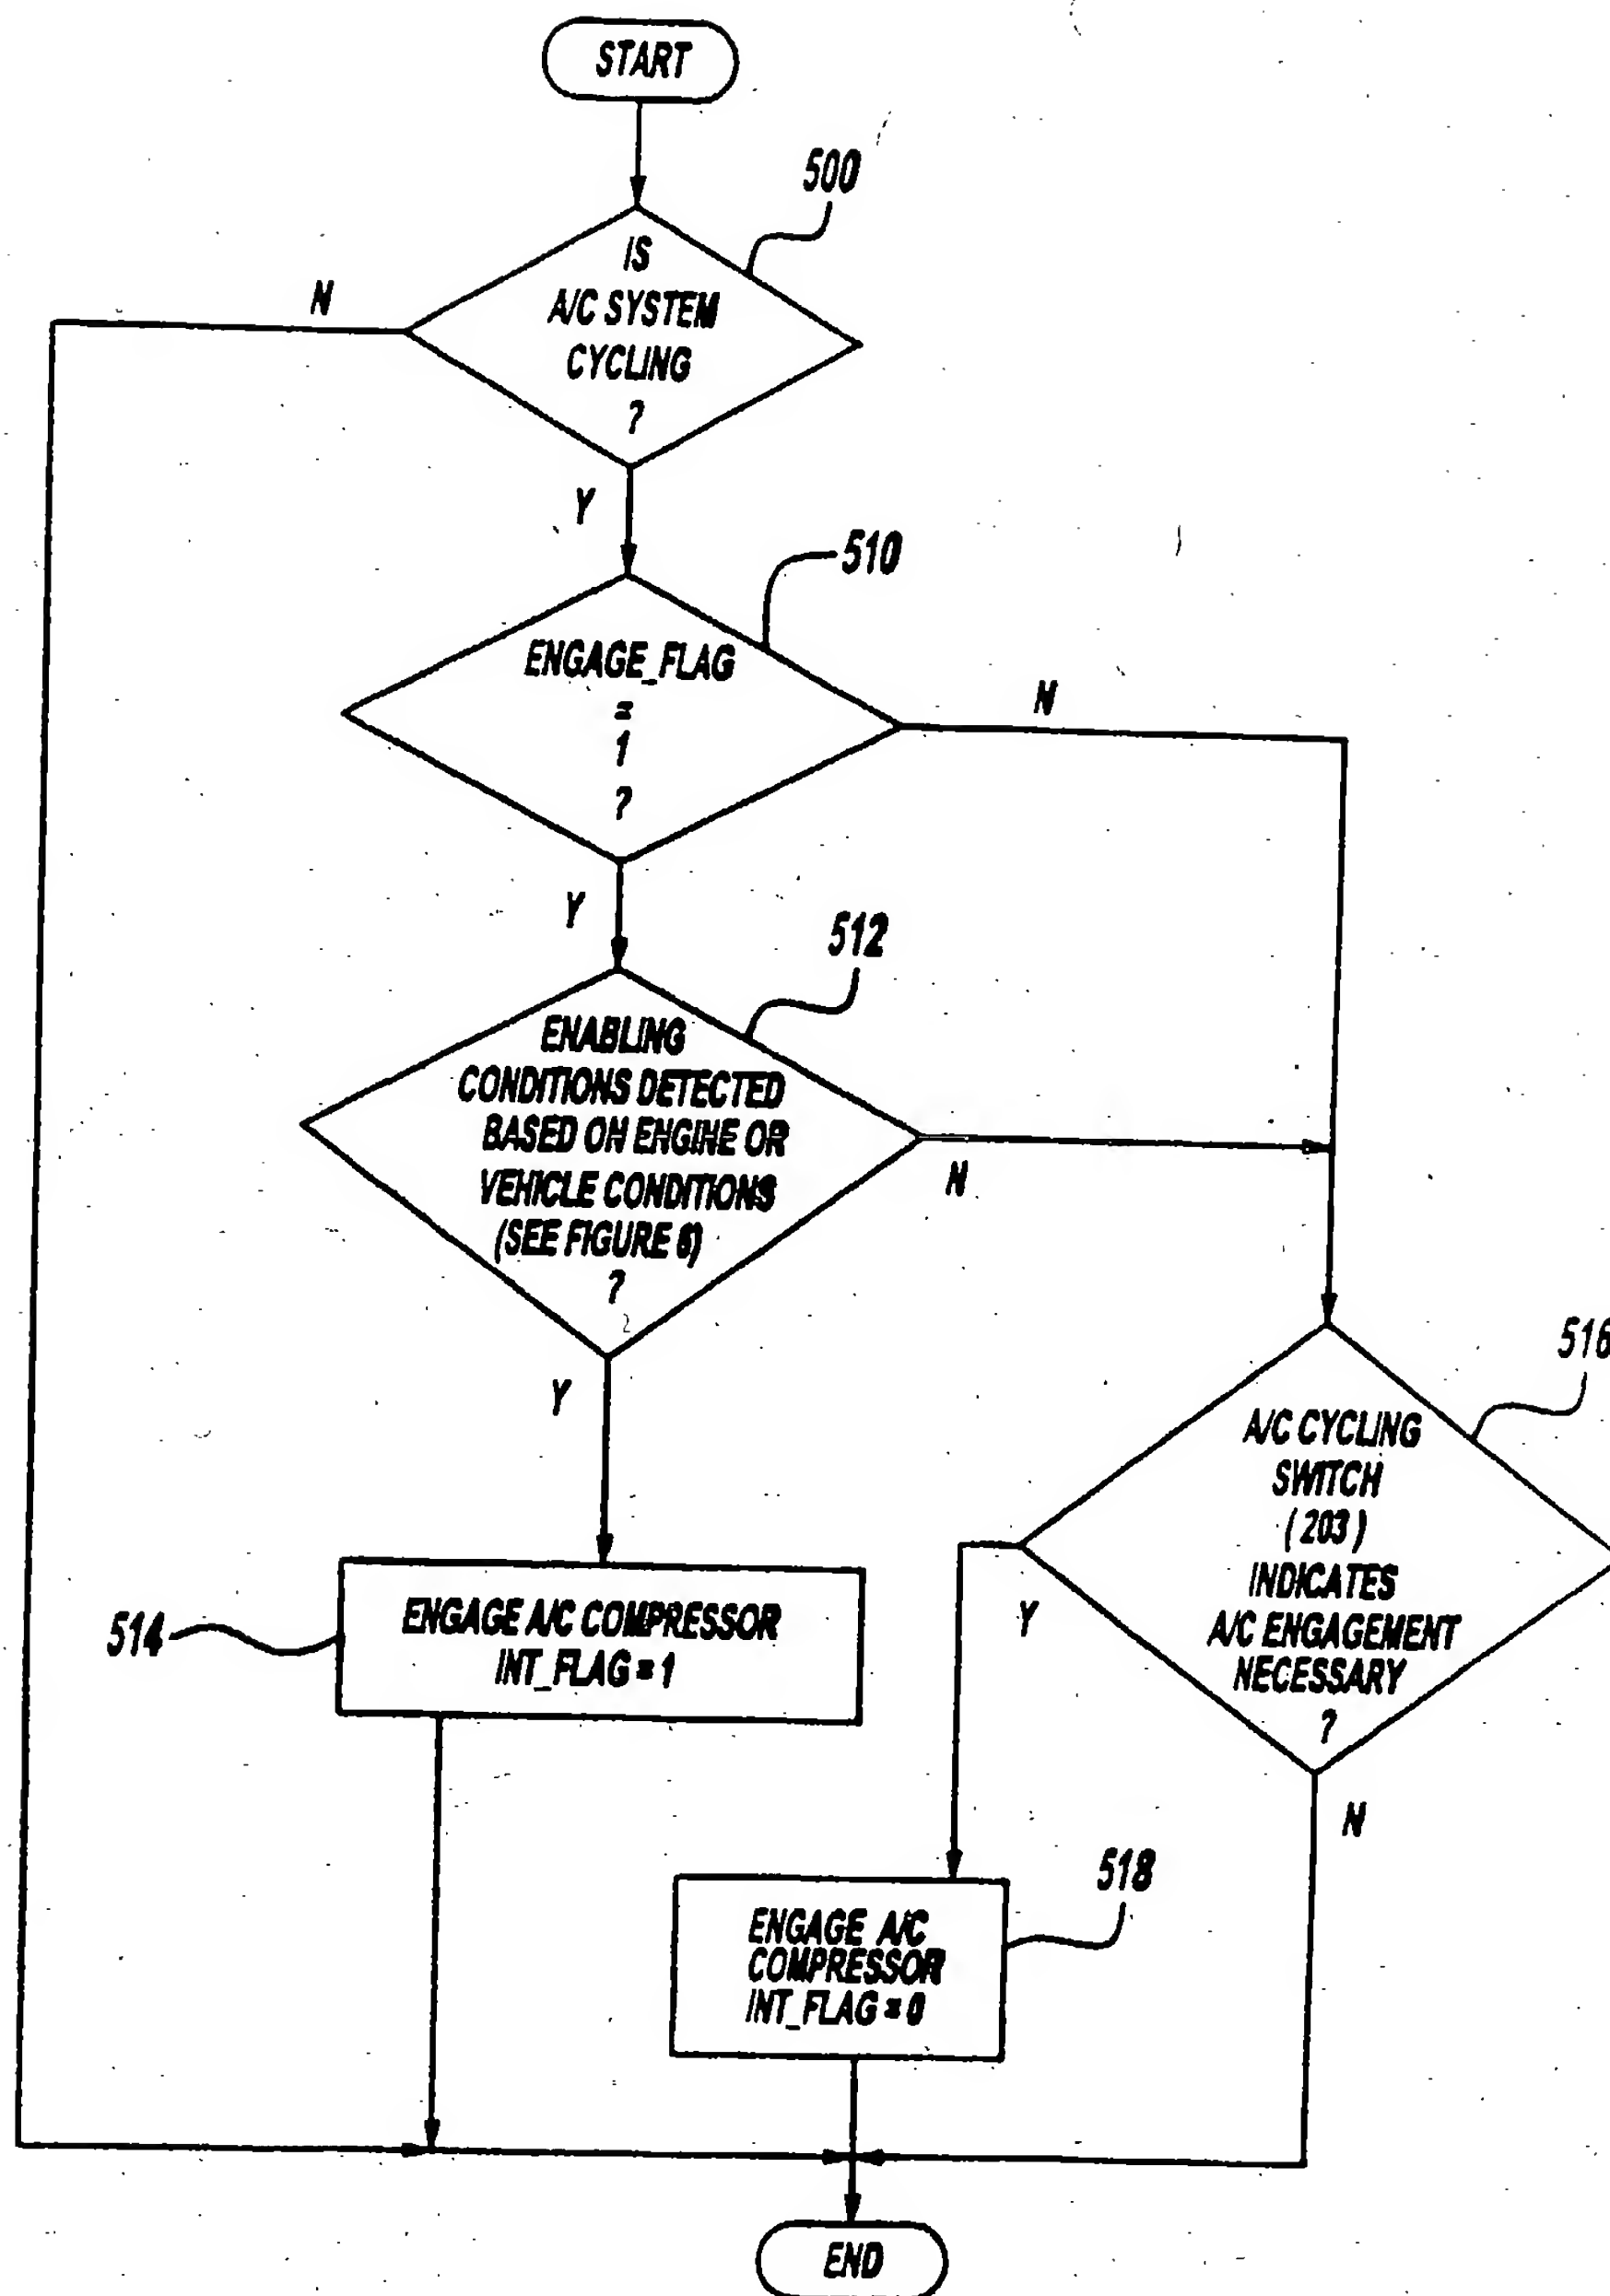 START
500
IS
A/C SYSTEM
CYCLING
?
N
Y
510
ENGAGE_FLAG
=
1
?
N
Y
512
ENABLING
CONDITIONS DETECTED
BASED ON ENGINE OR
VEHICLE CONDITIONS
(SEE FIGURE 6)
?
N
Y
516
A/C CYCLING
SWITCH
(203)
INDICATES
A/C ENGAGEMENT
NECESSARY
?
Y
N
514
ENGAGE A/C COMPRESSOR
INT_FLAG = 1
518
ENGAGE A/C
COMPRESSOR
INT_FLAG = 0
END